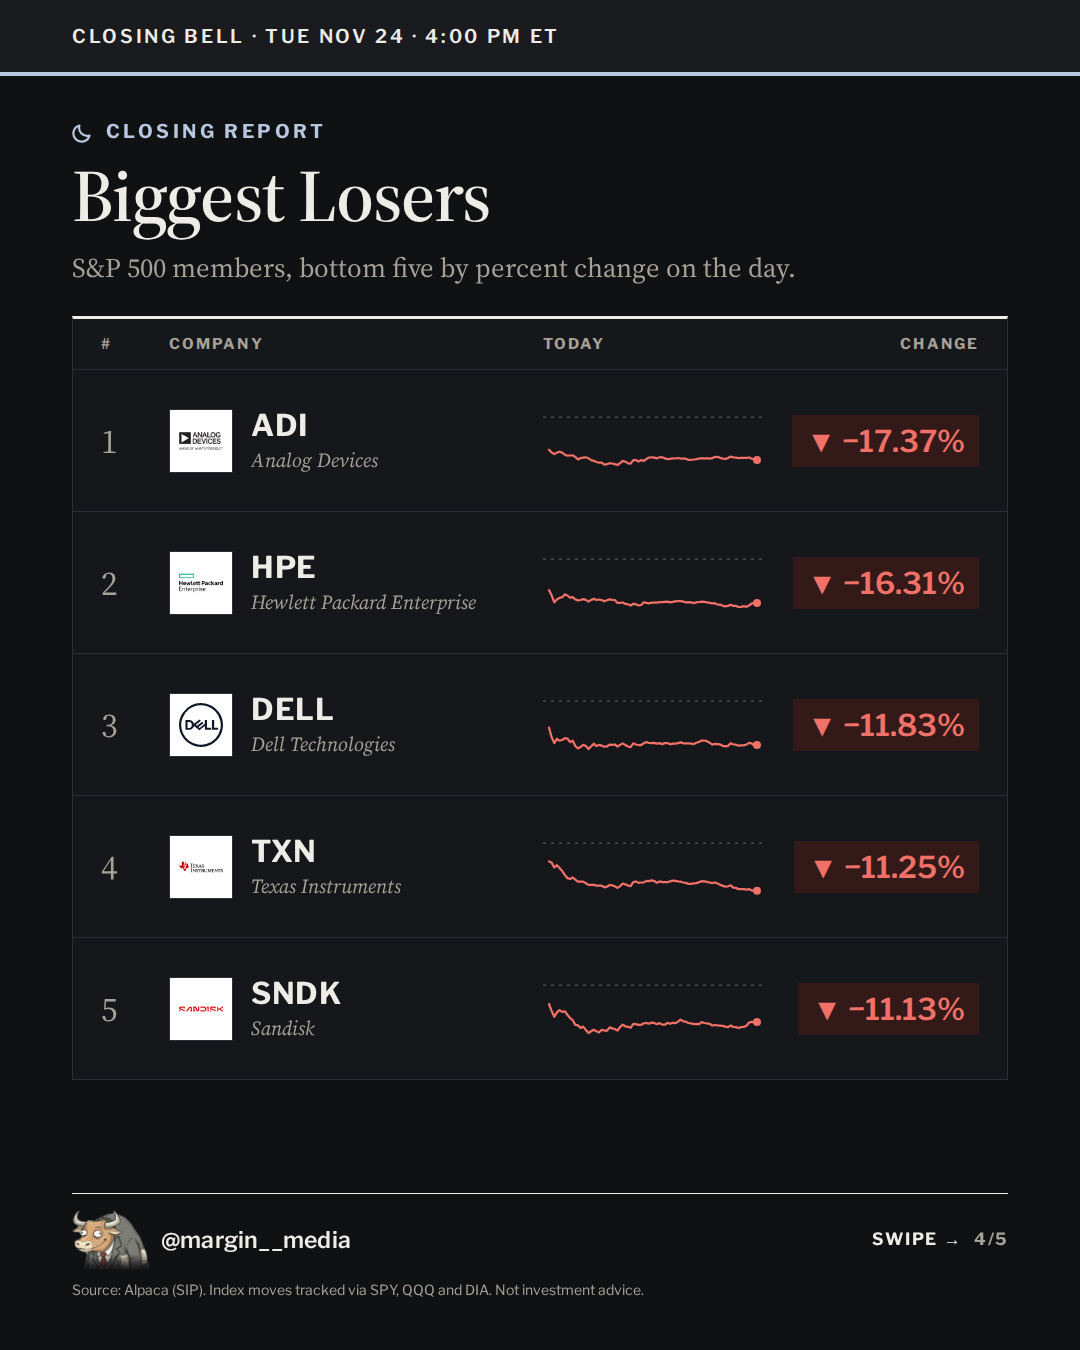 CLOSING BELL · TUE NOV 24 · 4:00 PM ET
CLOSING REPORT
Biggest Losers
S&P 500 members, bottom five by percent change on the day.
# COMPANY TODAY CHANGE
1 ANALOG DEVICES AHEAD OF WHAT'S POSSIBLE ADI ▼ −17.37%
Analog Devices
2 Hewlett Packard Enterprise HPE ▼ −16.31%
Hewlett Packard Enterprise
3 DELL DELL ▼ −11.83%
Dell Technologies
4 TEXAS INSTRUMENTS TXN ▼ −11.25%
Texas Instruments
5 SANDISK SNDK ▼ −11.13%
Sandisk
@margin__media SWIPE → 4/5
Source: Alpaca (SIP). Index moves tracked via SPY, QQQ and DIA. Not investment advice.